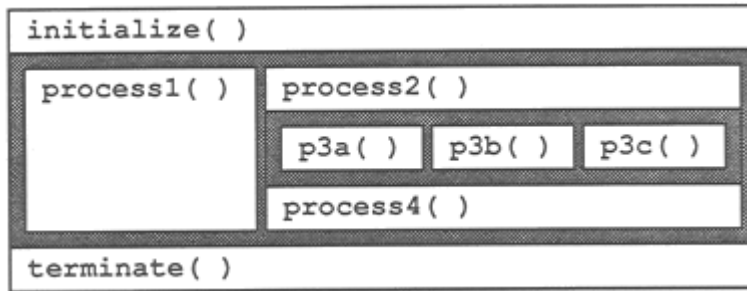 initialize( )
process1( )
process2( )
p3a( )
p3b( )
p3c( )
process4( )
terminate( )